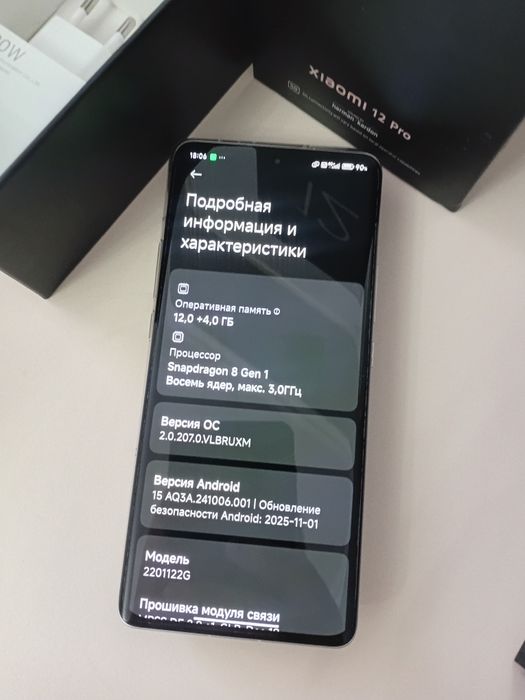 XIAOMI 12 Pro
harman/kardon
18:06
90%
Подробная
информация и
характеристики
Оперативная память
12,0 +4,0 ГБ
Процессор
Snapdragon 8 Gen 1
Восемь ядер, макс. 3,0ГГц
Версия ОС
2.0.207.0.VLBRUXM
Версия Android
15 AQ3A.241006.001 | Обновление
безопасности Android: 2025-11-01
Модель
2201122G
Прошивка модуля связи